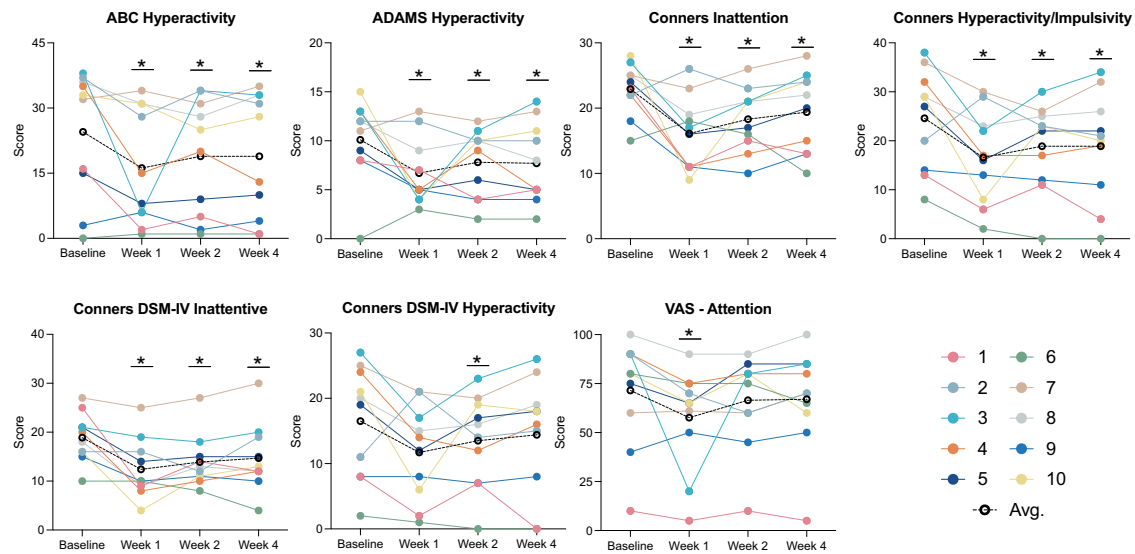 ABC Hyperactivity
45
30
15
0
Score
* * *
Baseline Week 1 Week 2 Week 4
ADAMS Hyperactivity
20
15
10
5
0
Score
* * *
Baseline Week 1 Week 2 Week 4
Conners Inattention
30
20
10
0
Score
* * *
Baseline Week 1 Week 2 Week 4
Conners Hyperactivity/Impulsivity
40
30
20
10
0
Score
* * *
Baseline Week 1 Week 2 Week 4
Conners DSM-IV Inattentive
40
30
20
10
0
Score
* * *
Baseline Week 1 Week 2 Week 4
Conners DSM-IV Hyperactivity
30
20
10
0
Score
*
Baseline Week 1 Week 2 Week 4
VAS - Attention
100
75
50
25
0
Score
*
Baseline Week 1 Week 2 Week 4
1 6
2 7
3 8
4 9
5 10
Avg.